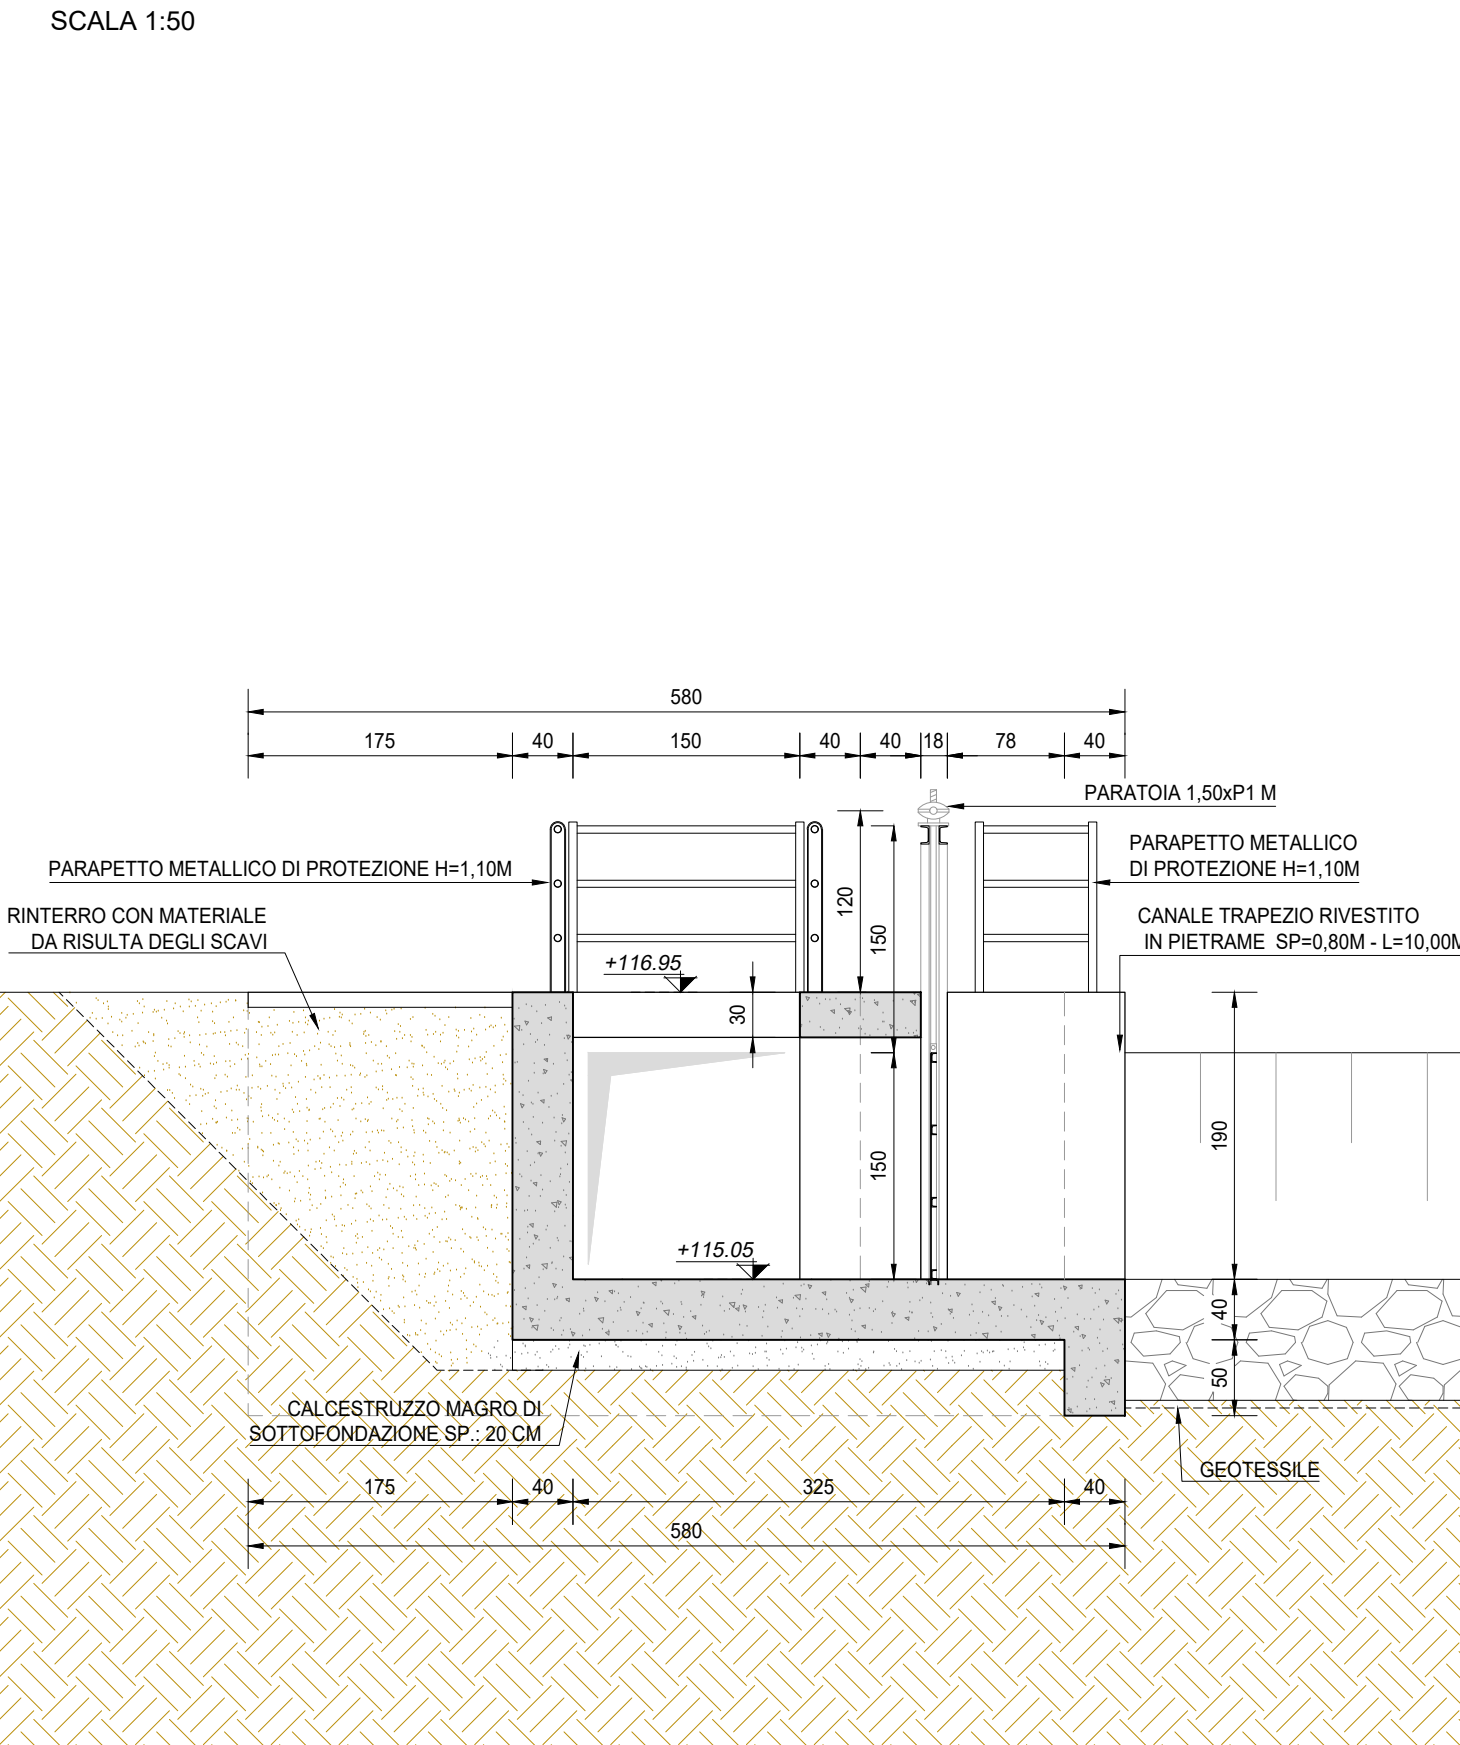 SCALA 1:50
580
175 40 150 40 40 18 78 40
PARATOIA 1,50xP1 M
PARAPETTO METALLICO
DI PROTEZIONE H=1,10M
PARAPETTO METALLICO DI PROTEZIONE H=1,10M
120
RINTERRO CON MATERIALE
DA RISULTA DEGLI SCAVI
CANALE TRAPEZIO RIVESTITO
IN PIETRAME SP=0,80M - L=10,00M
150
+116.95
30
190
150
+115.05
40
50
CALCESTRUZZO MAGRO DI
SOTTOFONDAZIONE SP.: 20 CM
GEOTESSILE
175 40 325 40
580